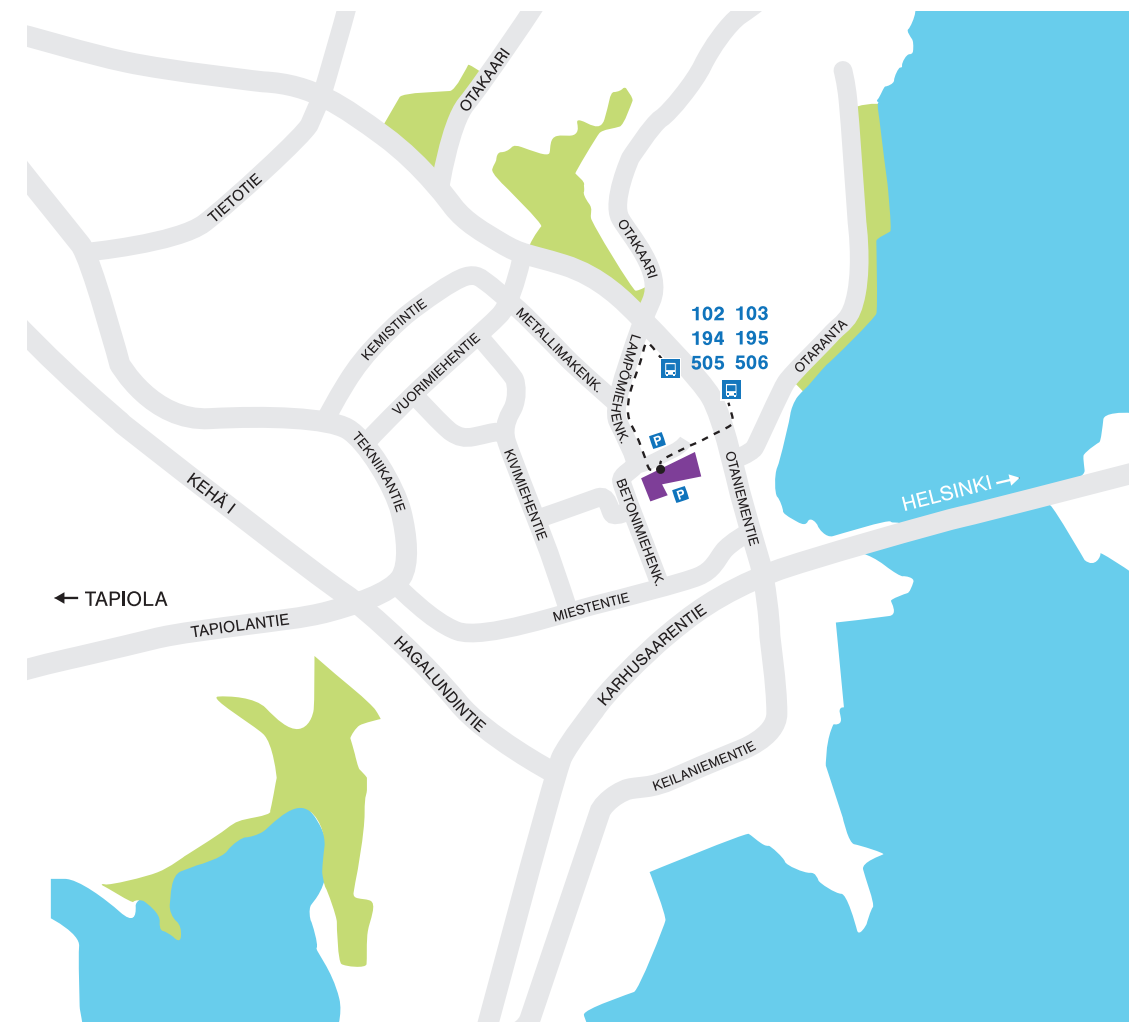 OTAKAARI
TIETOTIE
OTAKAARI
KEMISTINTIE
METALLIMAKENK.
102 103
194 195
505 506
VUORIMIEHENTIE
LÄMPÖMIEHENK.
OTARANTA
P
TEKNIIKANTIE
KIVIMIEHENTIE
OTANIEMENTIE
KEHÄ I
BETONIMIEHENK.
P
HELSINKI →
← TAPIOLA
TAPIOLANTIE
MIESTENTIE
HAGALUNDINTIE
KARHUSAARENTIE
KEILANIEMENTIE